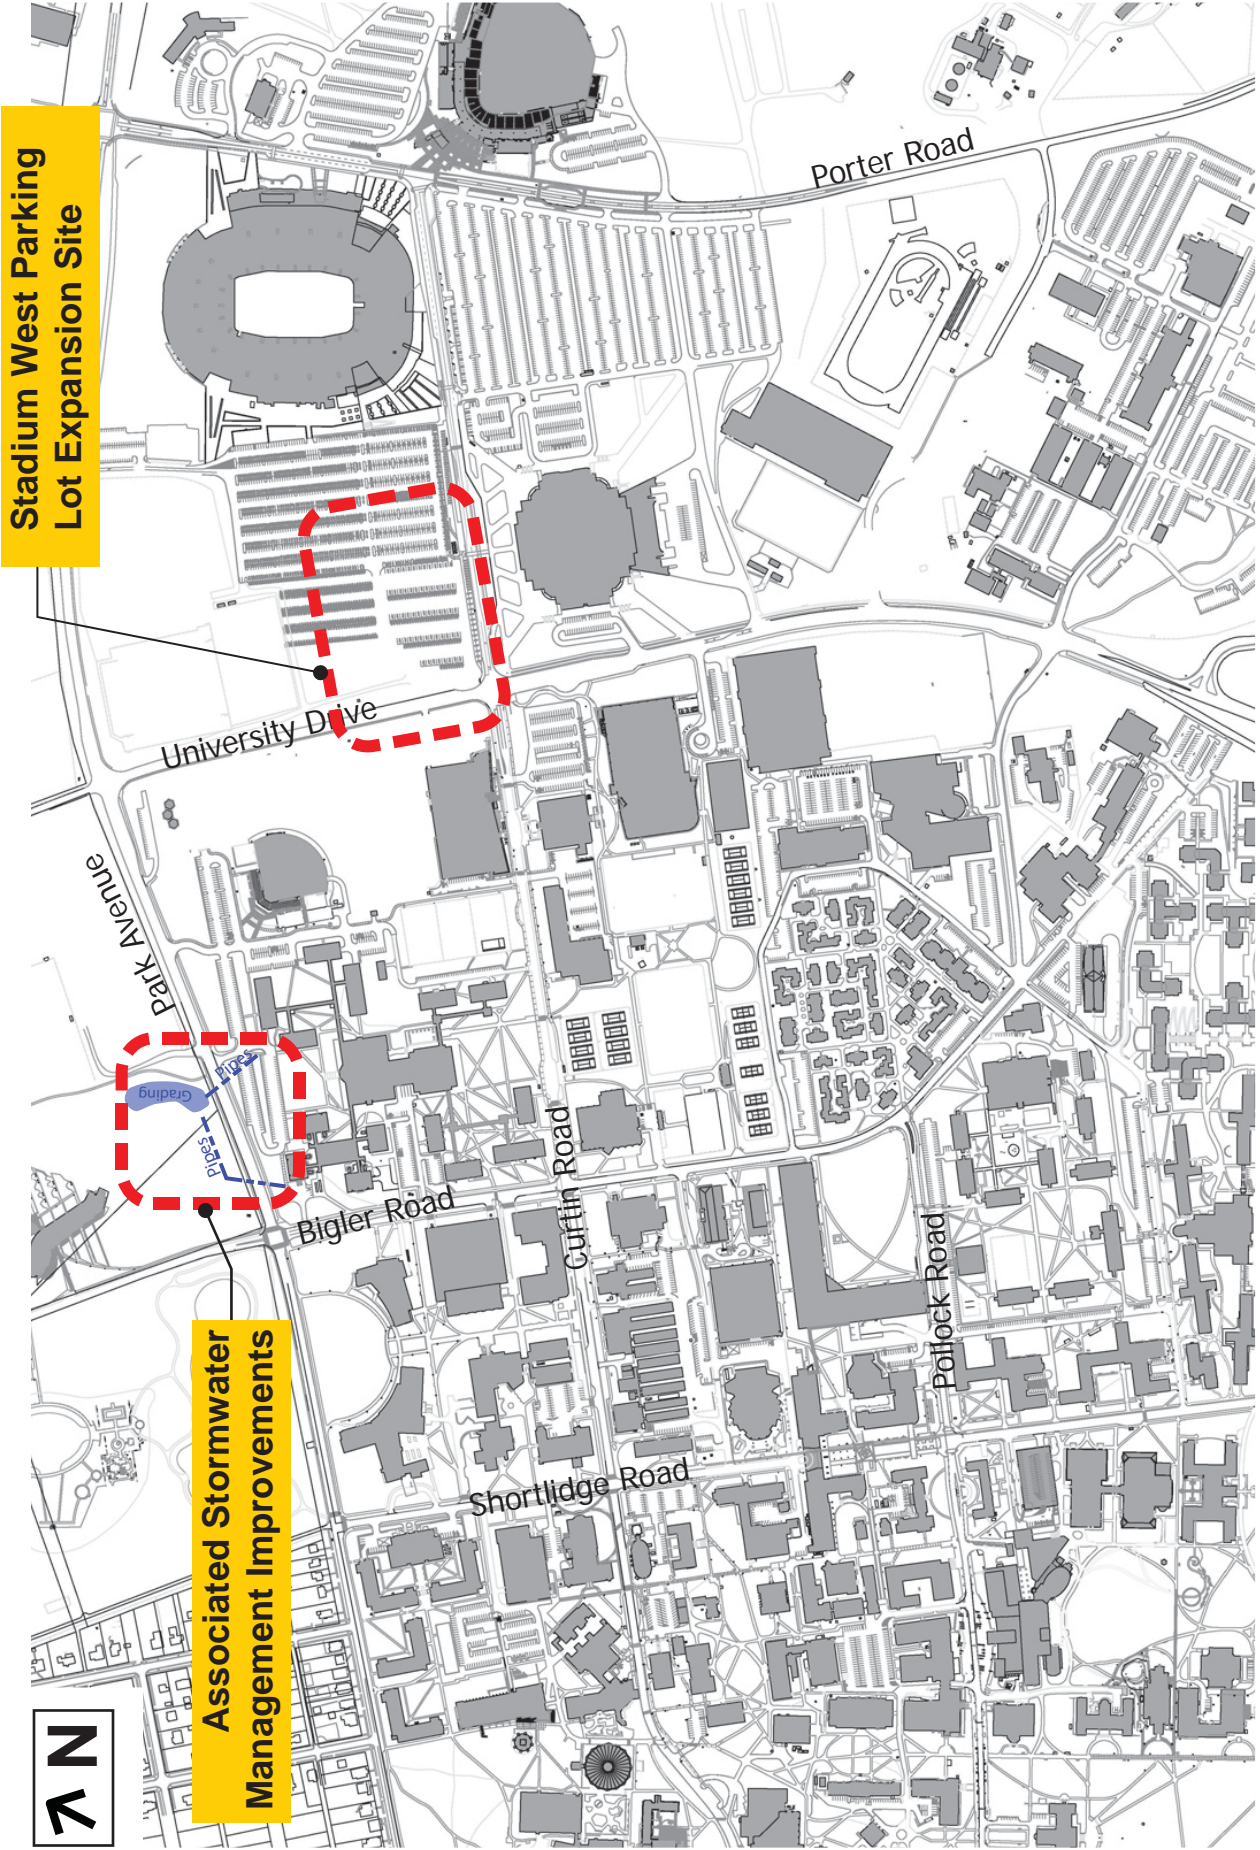 Stadium West Parking
Lot Expansion Site
Porter Road
University Drive
Park Avenue
Grading
Pipes
Pipes
Bigler Road
Curtin Road
Pollock Road
Shortlidge Road
Associated Stormwater
Management Improvements
N